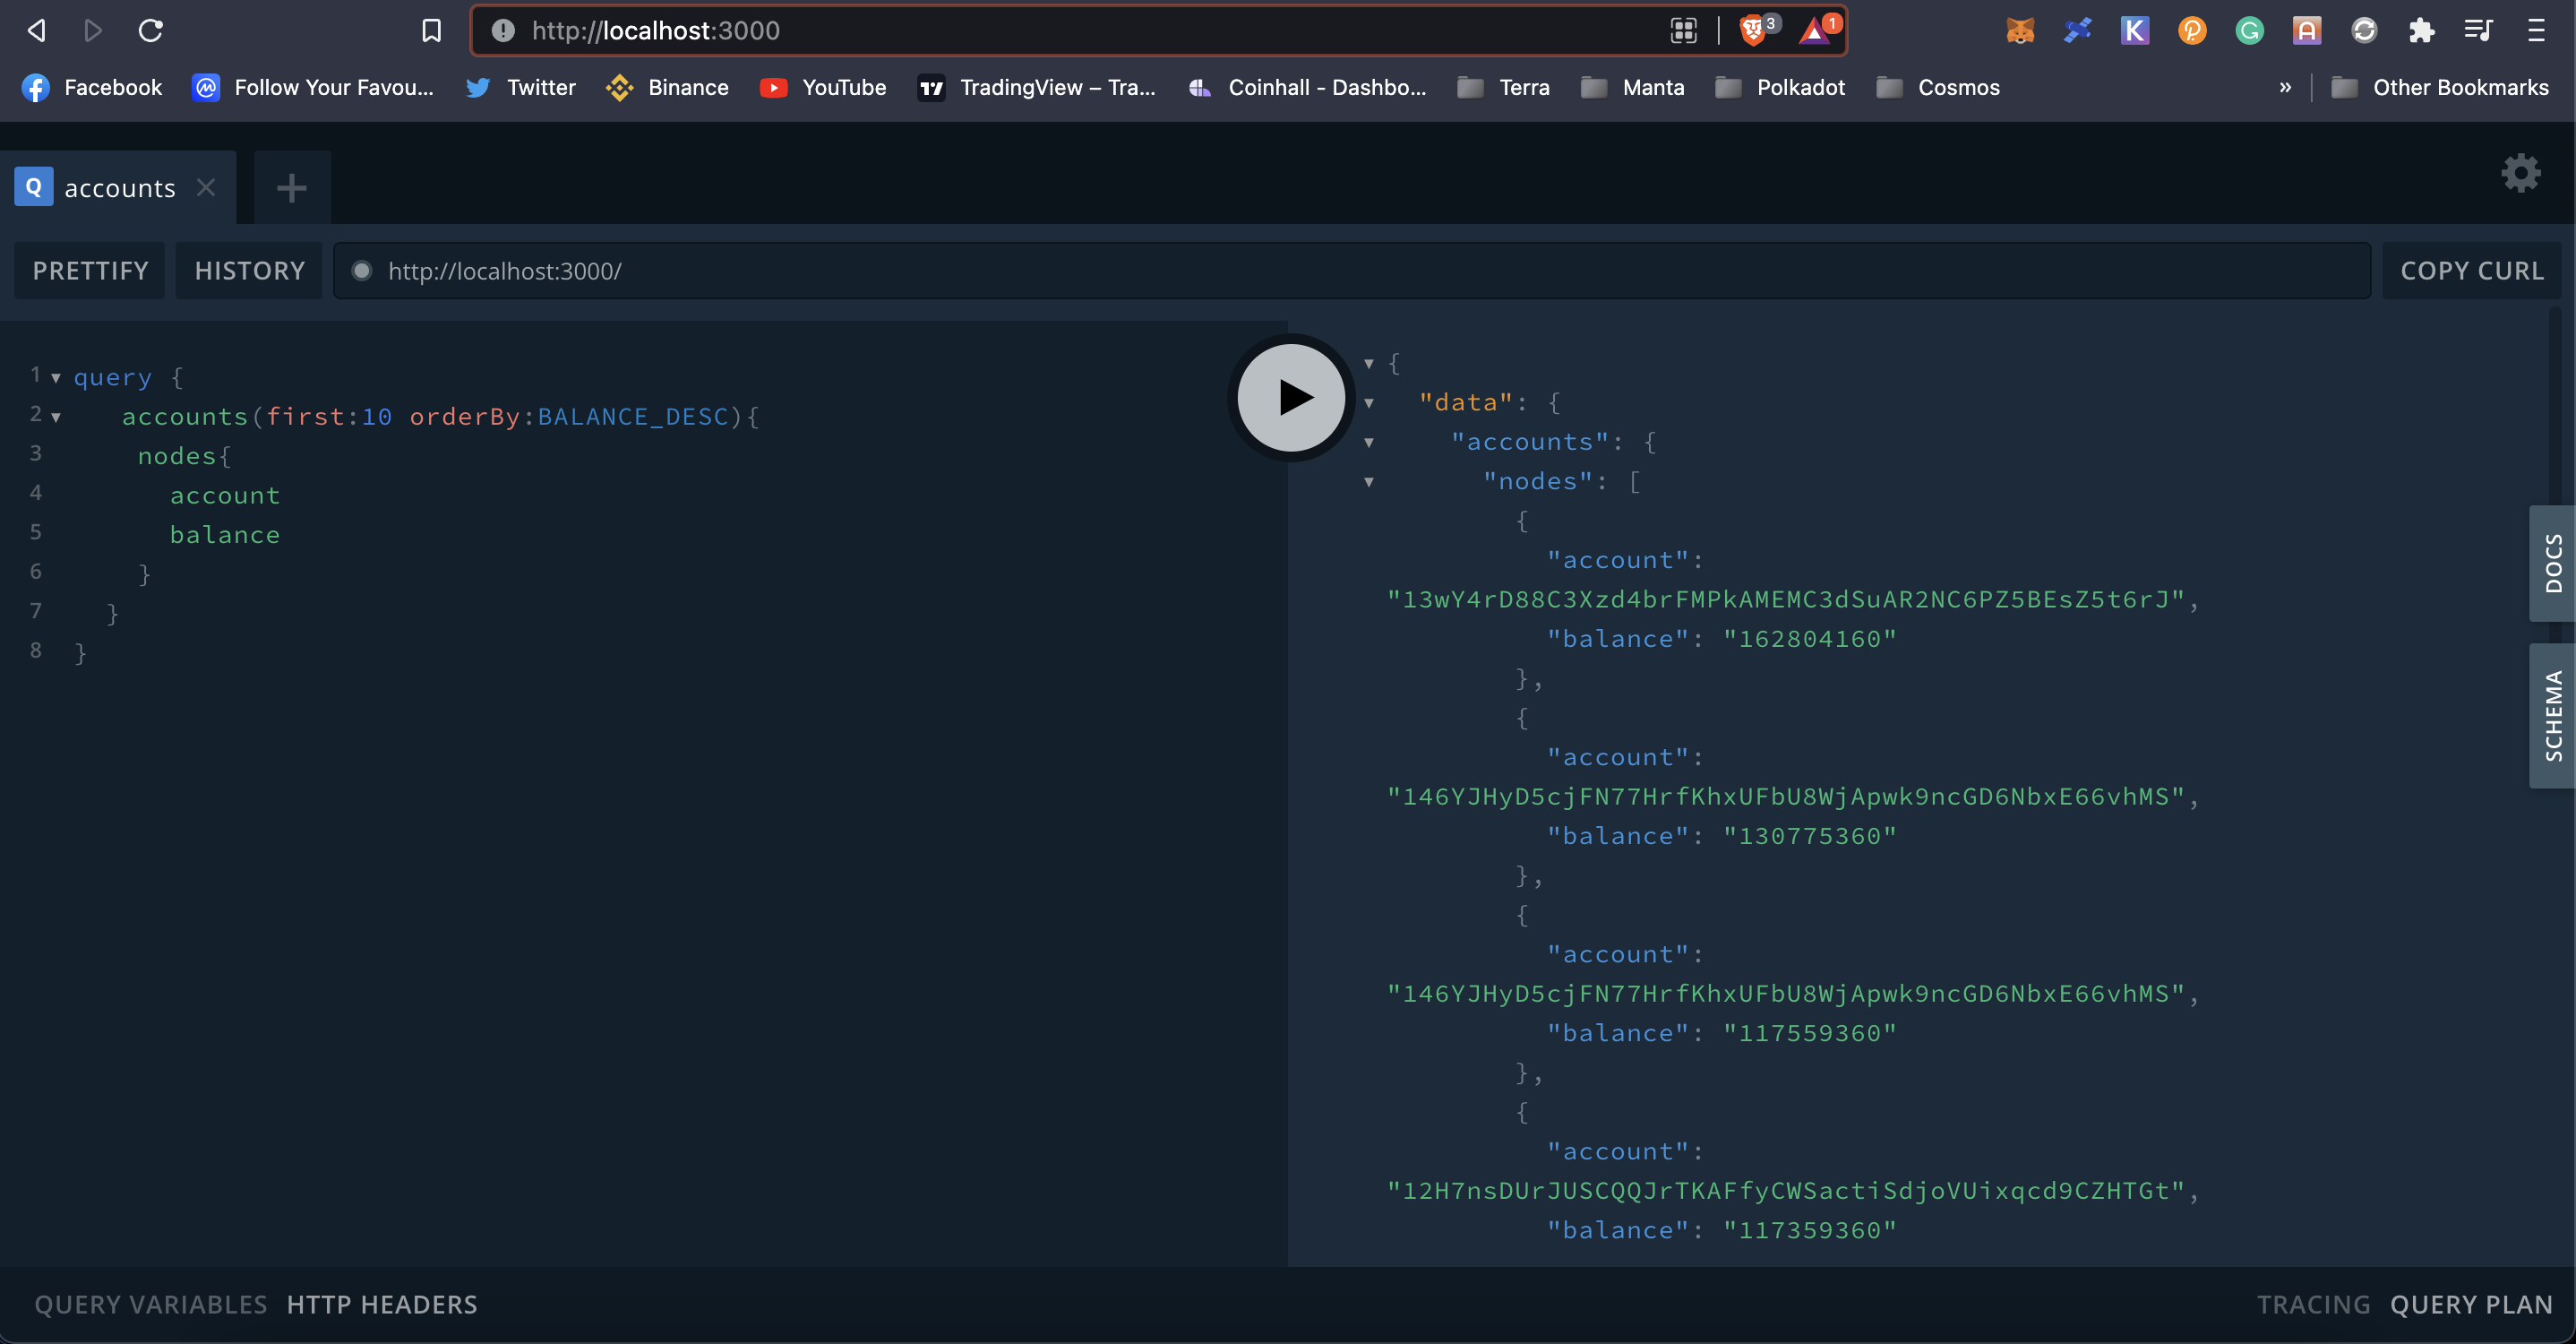 http://localhost:3000
3
1
Facebook
Follow Your Favou...
Twitter
Binance
YouTube
TradingView – Tra...
Coinhall - Dashbo...
Terra
Manta
Polkadot
Cosmos
»
Other Bookmarks
Q accounts
PRETTIFY
HISTORY
http://localhost:3000/
COPY CURL
1 query {
2 accounts(first:10 orderBy:BALANCE_DESC){
3 nodes{
4 account
5 balance
6 }
7 }
8 }
{
"data": {
"accounts": {
"nodes": [
{
"account":
"13wY4rD88C3Xzd4brFMPkAMEMC3dSuAR2NC6PZ5BEsZ5t6rJ",
"balance": "162804160"
},
{
"account":
"146YJHyD5cjFN77HrfKhxUFbU8WjApwk9ncGD6NbxE66vhMS",
"balance": "130775360"
},
{
"account":
"146YJHyD5cjFN77HrfKhxUFbU8WjApwk9ncGD6NbxE66vhMS",
"balance": "117559360"
},
{
"account":
"12H7nsDUrJUSCQQJrTKAFfyCWSactiSdjoVUixqcd9CZHTGt",
"balance": "117359360"
DOCS
SCHEMA
QUERY VARIABLES
HTTP HEADERS
TRACING
QUERY PLAN